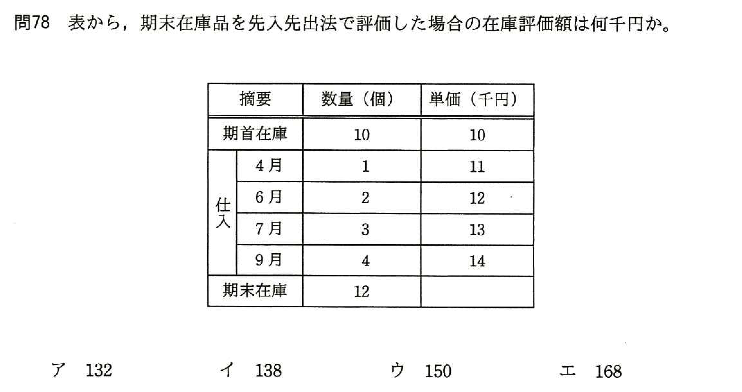 問78 表から，期末在庫品を先入先出法で評価した場合の在庫評価額は何千円か。
摘要 数量（個） 単価（千円）
期首在庫 10 10
仕入
4月 1 11
6月 2 12
7月 3 13
9月 4 14
期末在庫 12
ア 132 イ 138 ウ 150 エ 168